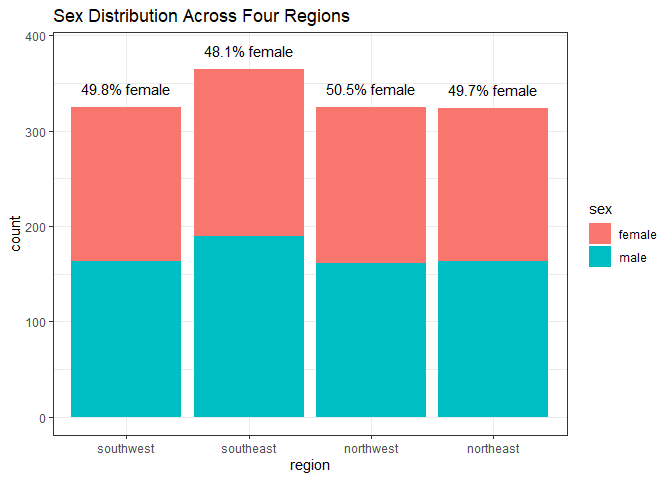 Sex Distribution Across Four Regions
400
300
200
100
0
count
49.8% female
48.1% female
50.5% female
49.7% female
southwest
southeast
northwest
northeast
region
sex
female
male